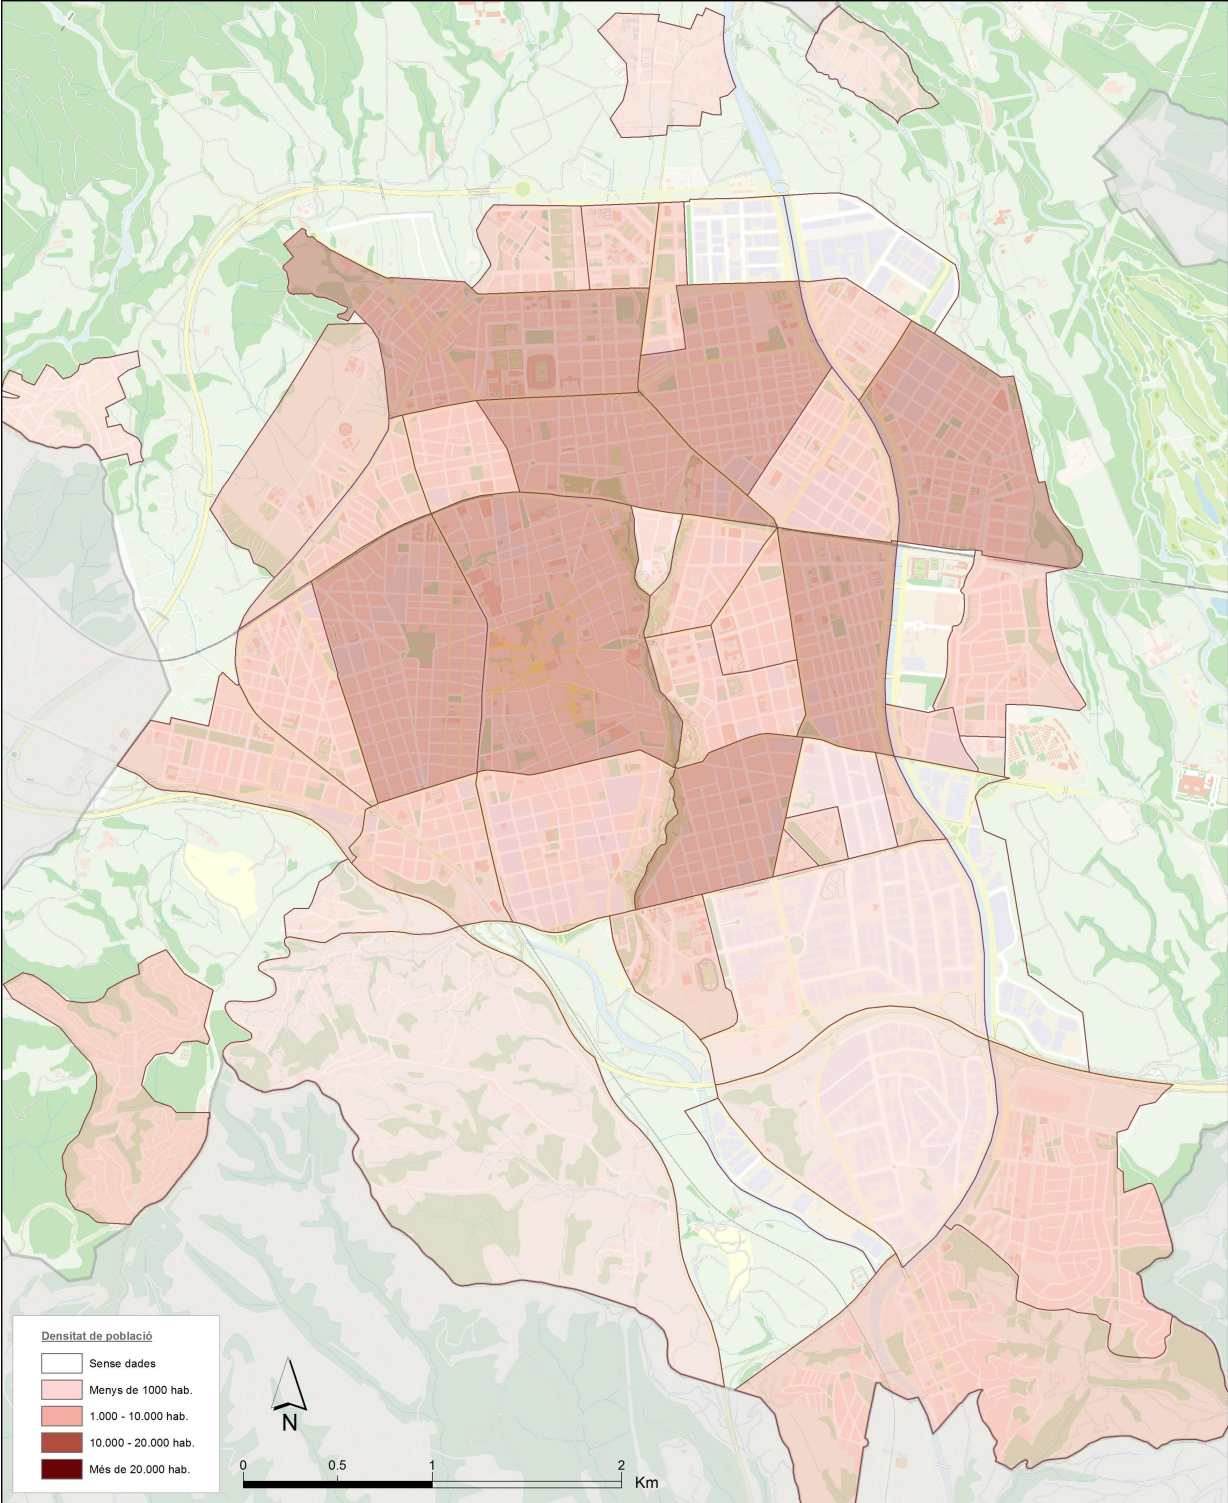 Densitat de població
Sense dades
Menys de 1000 hab.
1.000 - 10.000 hab.
10.000 - 20.000 hab.
Més de 20.000 hab.
N
0 0.5 1 2
Km